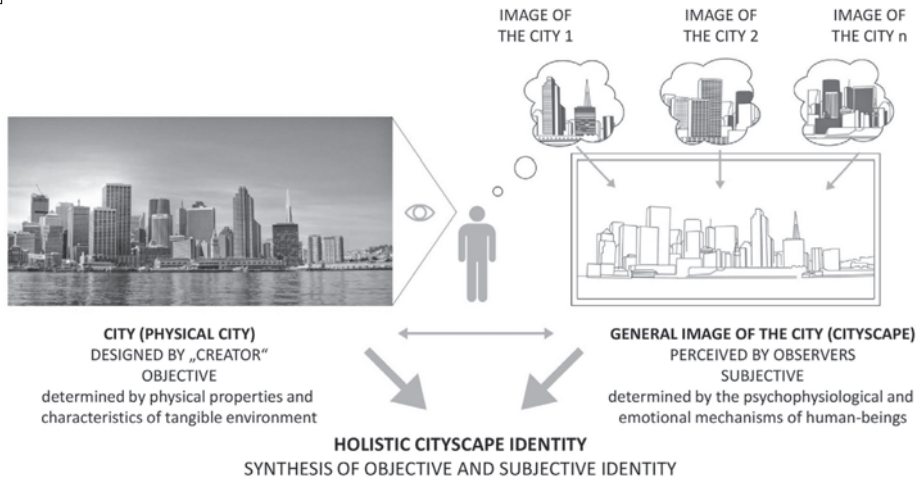 IMAGE OF
THE CITY 1
IMAGE OF
THE CITY 2
IMAGE OF
THE CITY n
CITY (PHYSICAL CITY)
DESIGNED BY „CREATOR“
OBJECTIVE
determined by physical properties and
characteristics of tangible environment
GENERAL IMAGE OF THE CITY (CITYSCAPE)
PERCEIVED BY OBSERVERS
SUBJECTIVE
determined by the psychophysiological and
emotional mechanisms of human-beings
HOLISTIC CITYSCAPE IDENTITY
SYNTHESIS OF OBJECTIVE AND SUBJECTIVE IDENTITY